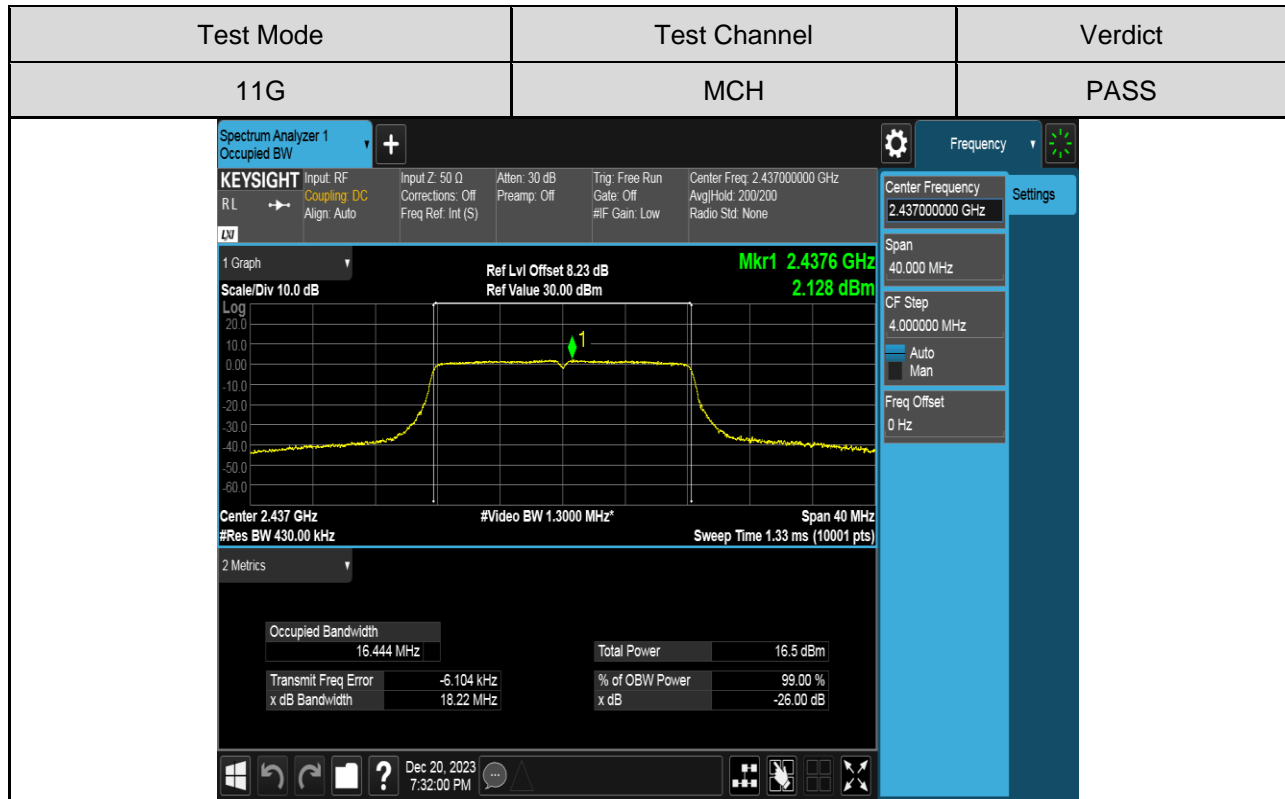 Test Mode Test Channel Verdict
11G MCH PASS
Spectrum Analyzer 1
Occupied BW
+
Frequency
KEYSIGHT Input: RF Input Z: 50 Ω Atten: 30 dB Trig: Free Run Center Freq: 2.437000000 GHz
Coupling: DC Corrections: Off Preamp: Off Gate: Off Avg|Hold: 200/200
RL Align: Auto Freq Ref: Int (S) #IF Gain: Low Radio Std: None
LXI
Center Frequency
2.437000000 GHz
Settings
Span
40.000 MHz
CF Step
4.000000 MHz
Auto
Man
Freq Offset
0 Hz
1 Graph
Ref Lvl Offset 8.23 dB
Mkr1 2.4376 GHz
Scale/Div 10.0 dB
Ref Value 30.00 dBm
2.128 dBm
Log
20.0
10.0
0.00
-10.0
-20.0
-30.0
-40.0
-50.0
-60.0
1
Center 2.437 GHz #Video BW 1.3000 MHz* Span 40 MHz
#Res BW 430.00 kHz Sweep Time 1.33 ms (10001 pts)
2 Metrics
Occupied Bandwidth
16.444 MHz
Total Power 16.5 dBm
Transmit Freq Error -6.104 kHz % of OBW Power 99.00 %
x dB Bandwidth 18.22 MHz x dB -26.00 dB
?
Dec 20, 2023
7:32:00 PM